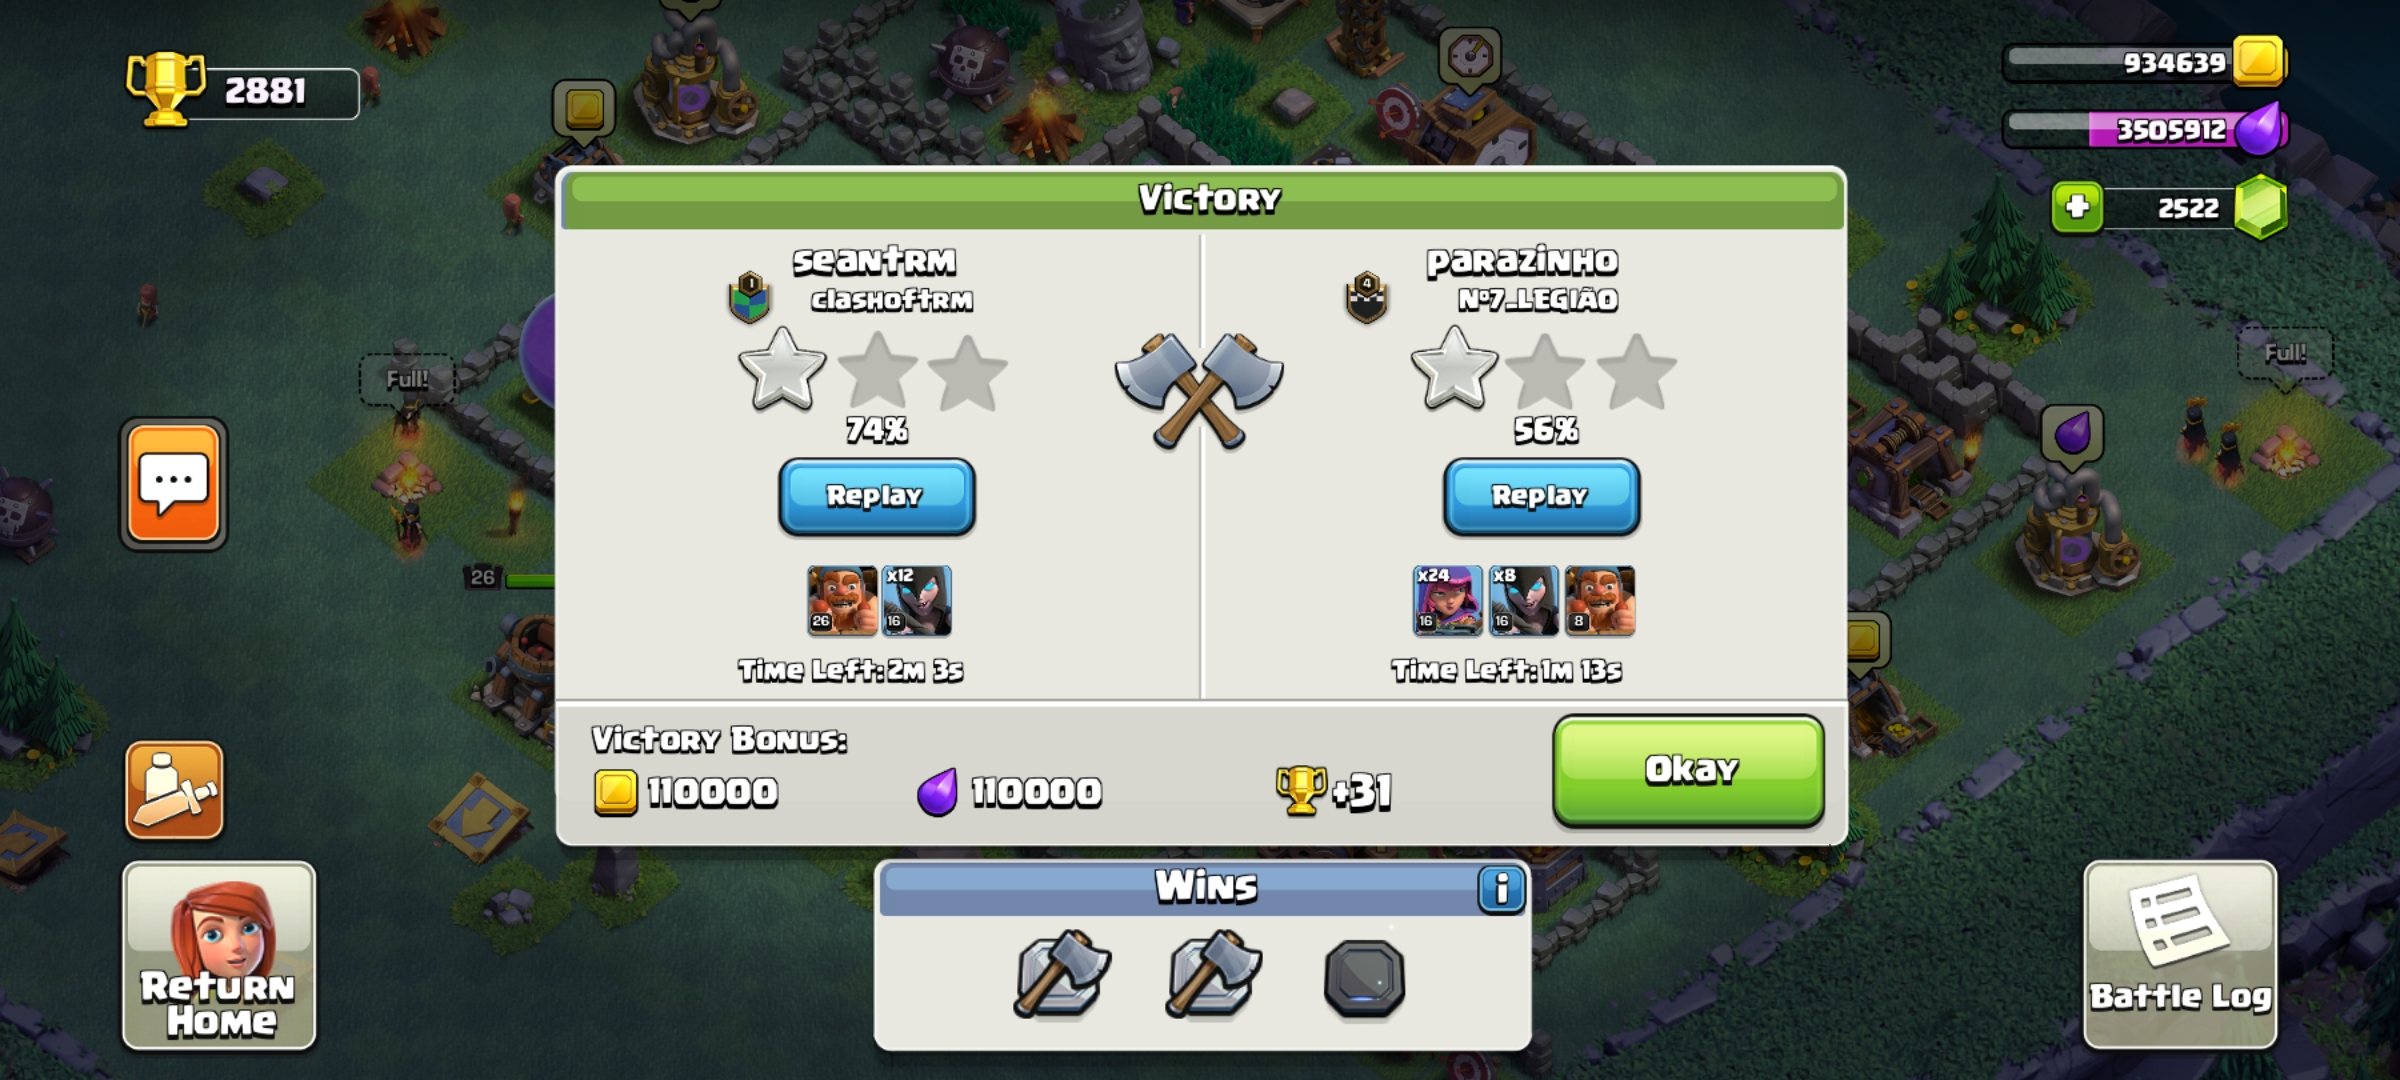 2881
934639
3505912
2522
Full!
Full!
26
Victory
seantrm
clashoftrm
1
74%
Replay
26
x12
16
Time Left:2m 3s
parazinho
4
Nº7_LEGIÃO
56%
Replay
x24
16
x8
16
8
Time Left:1m 13s
Victory Bonus:
110000
110000
+31
Okay
Wins
i
Return
Home
Battle Log